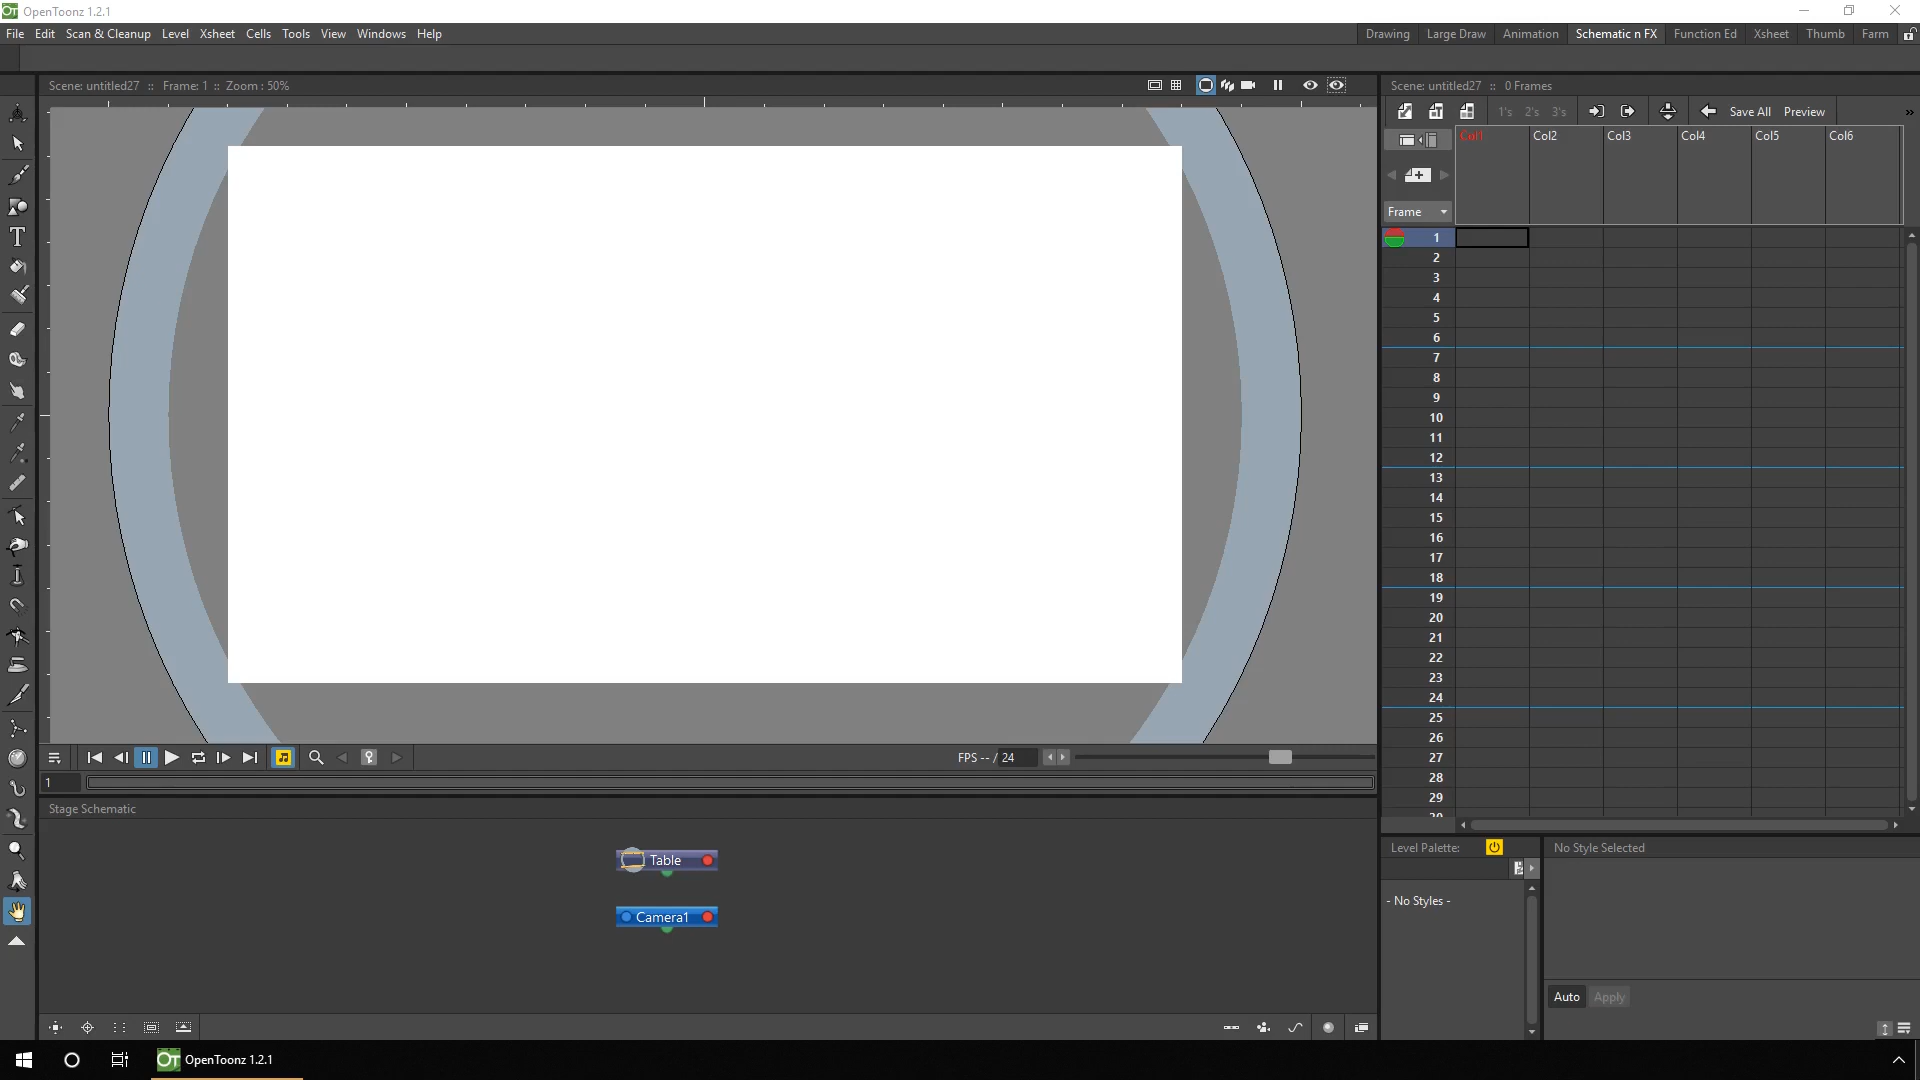 OpenToonz 1.2.1
File Edit Scan & Cleanup Level Xsheet Cells Tools View Windows Help
Drawing Large Draw Animation Schematic n FX Function Ed Xsheet Thumb Farm
Scene: untitled27 :: Frame: 1 :: Zoom : 50%
Scene: untitled27 :: 0 Frames
1's 2's 3's Save All Preview »
Col1 Col2 Col3 Col4 Col5 Col6
Frame
1
2
3
4
5
6
7
8
9
10
11
12
13
14
15
16
17
18
19
20
21
22
23
24
25
26
27
28
29
30
FPS -- / 24
1
Stage Schematic
Table
Camera1
Level Palette:
- No Styles -
No Style Selected
Auto Apply
OpenToonz 1.2.1